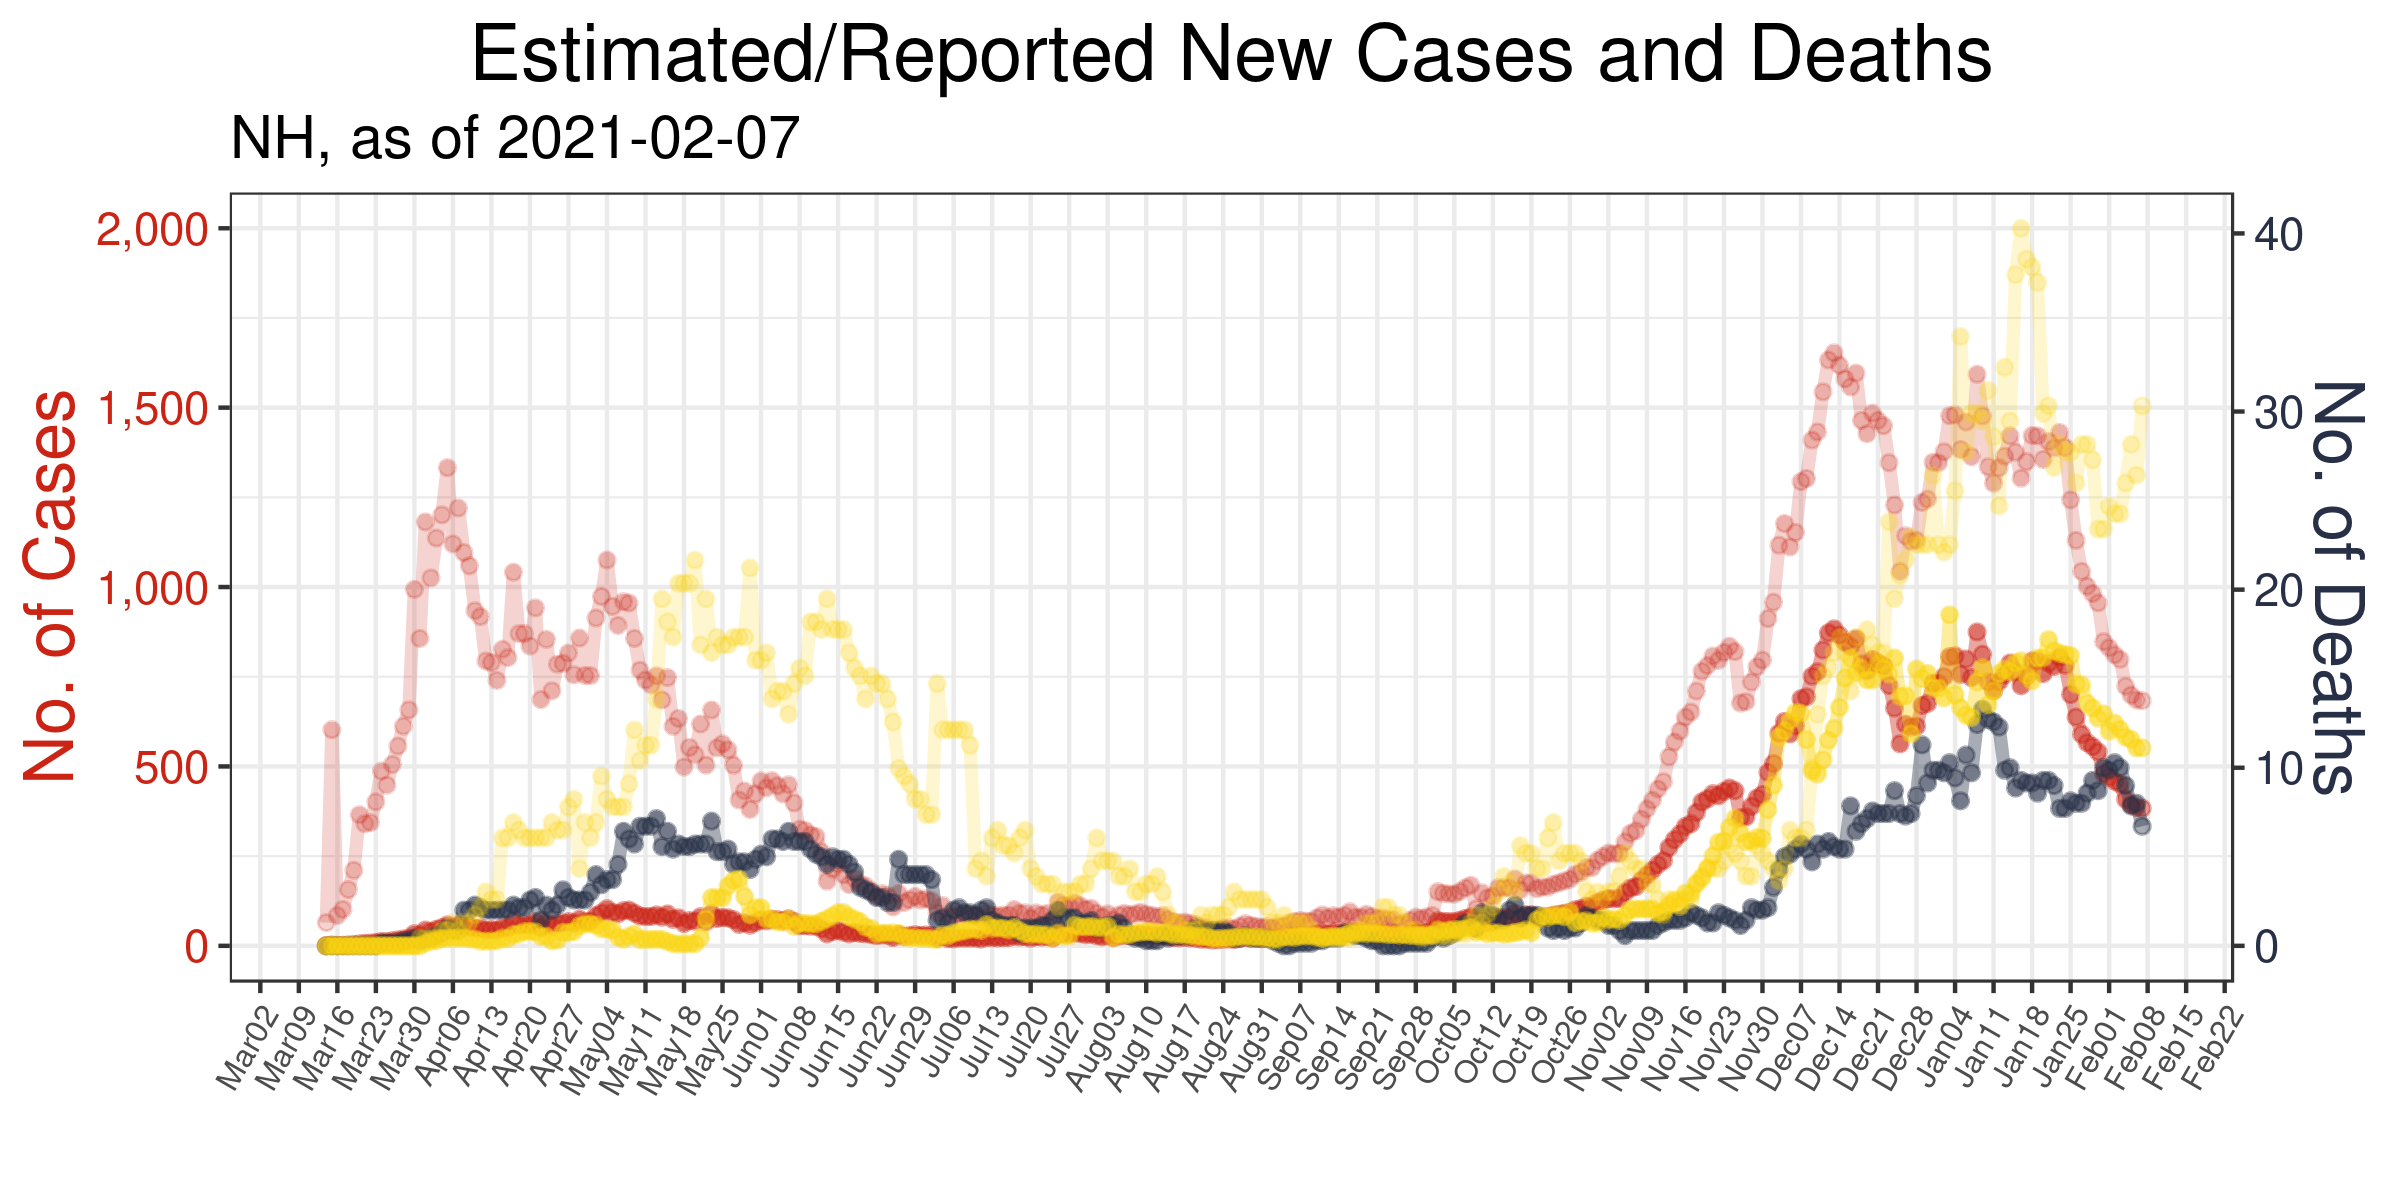 Estimated/Reported New Cases and Deaths
NH, as of 2021-02-07
No. of Cases
2,000
1,500
1,000
500
0
40
30
20
10
0
No. of Deaths
Mar02
Mar09
Mar16
Mar23
Mar30
Apr06
Apr13
Apr20
Apr27
May04
May11
May18
May25
Jun01
Jun08
Jun15
Jun22
Jun29
Jul06
Jul13
Jul20
Jul27
Aug03
Aug10
Aug17
Aug24
Aug31
Sep07
Sep14
Sep21
Sep28
Oct05
Oct12
Oct19
Oct26
Nov02
Nov09
Nov16
Nov23
Nov30
Dec07
Dec14
Dec21
Dec28
Jan04
Jan11
Jan18
Jan25
Feb01
Feb08
Feb15
Feb22